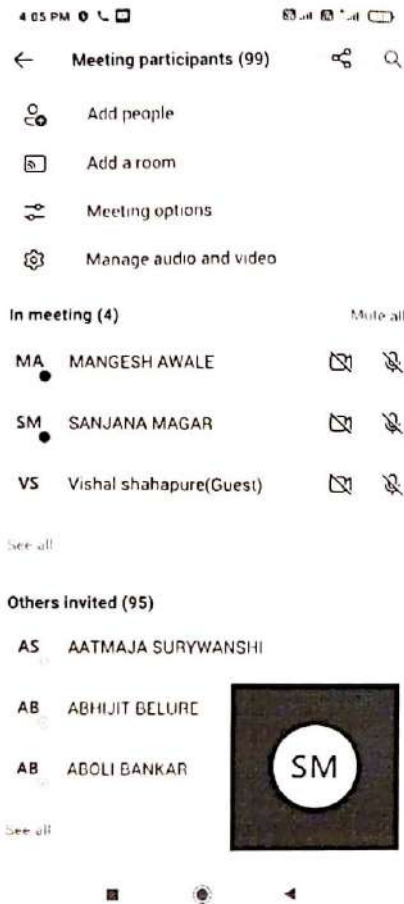 4 05 PM
Meeting participants (99)
Add people
Add a room
Meeting options
Manage audio and video
In meeting (4) Mute all
MA MANGESH AWALE
SM SANJANA MAGAR
VS Vishal shahapure(Guest)
See all
Others invited (95)
AS AATMAJA SURYWANSHI
AB ABHIJIT BELURE
AB ABOLI BANKAR
SM
See all